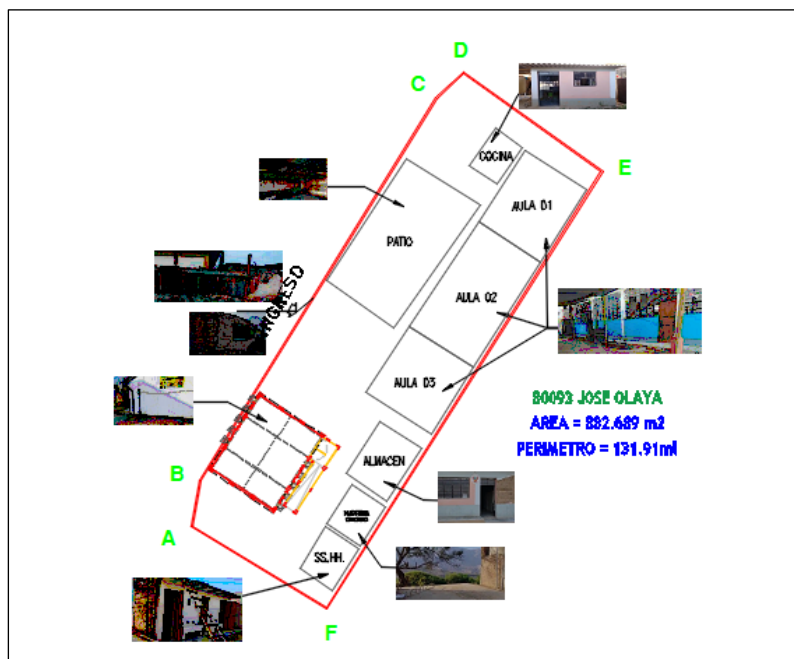 D
C
COCINA
E
AULA 01
PATIO
AULA 02
INGRESO
AULA 03
80093 JOSE OLAYA
AREA = 882.689 m2
PERIMETRO = 131.91ml
ALMACEN
B
A
SS.HH.
F